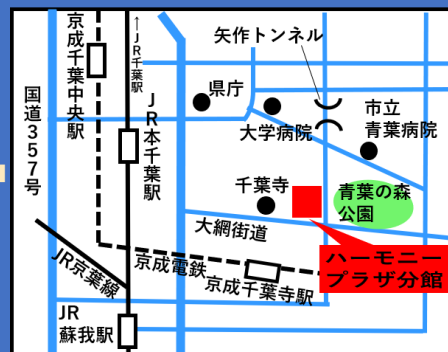 京成千葉中央駅
↑JR千葉駅
矢作トンネル
国道357号
JR本千葉駅
県庁
大学病院
市立
青葉病院
千葉寺
青葉の森
公園
大網街道
ハーモニー
プラザ分館
JR京葉線
京成電鉄
京成千葉寺駅
JR
蘇我駅